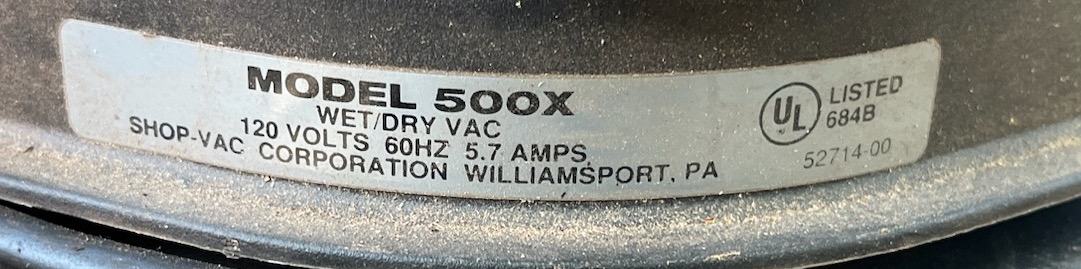 MODEL 500X
WET/DRY VAC
120 VOLTS 60HZ 5.7 AMPS
SHOP-VAC CORPORATION WILLIAMSPORT, PA
UL LISTED
684B
52714-00